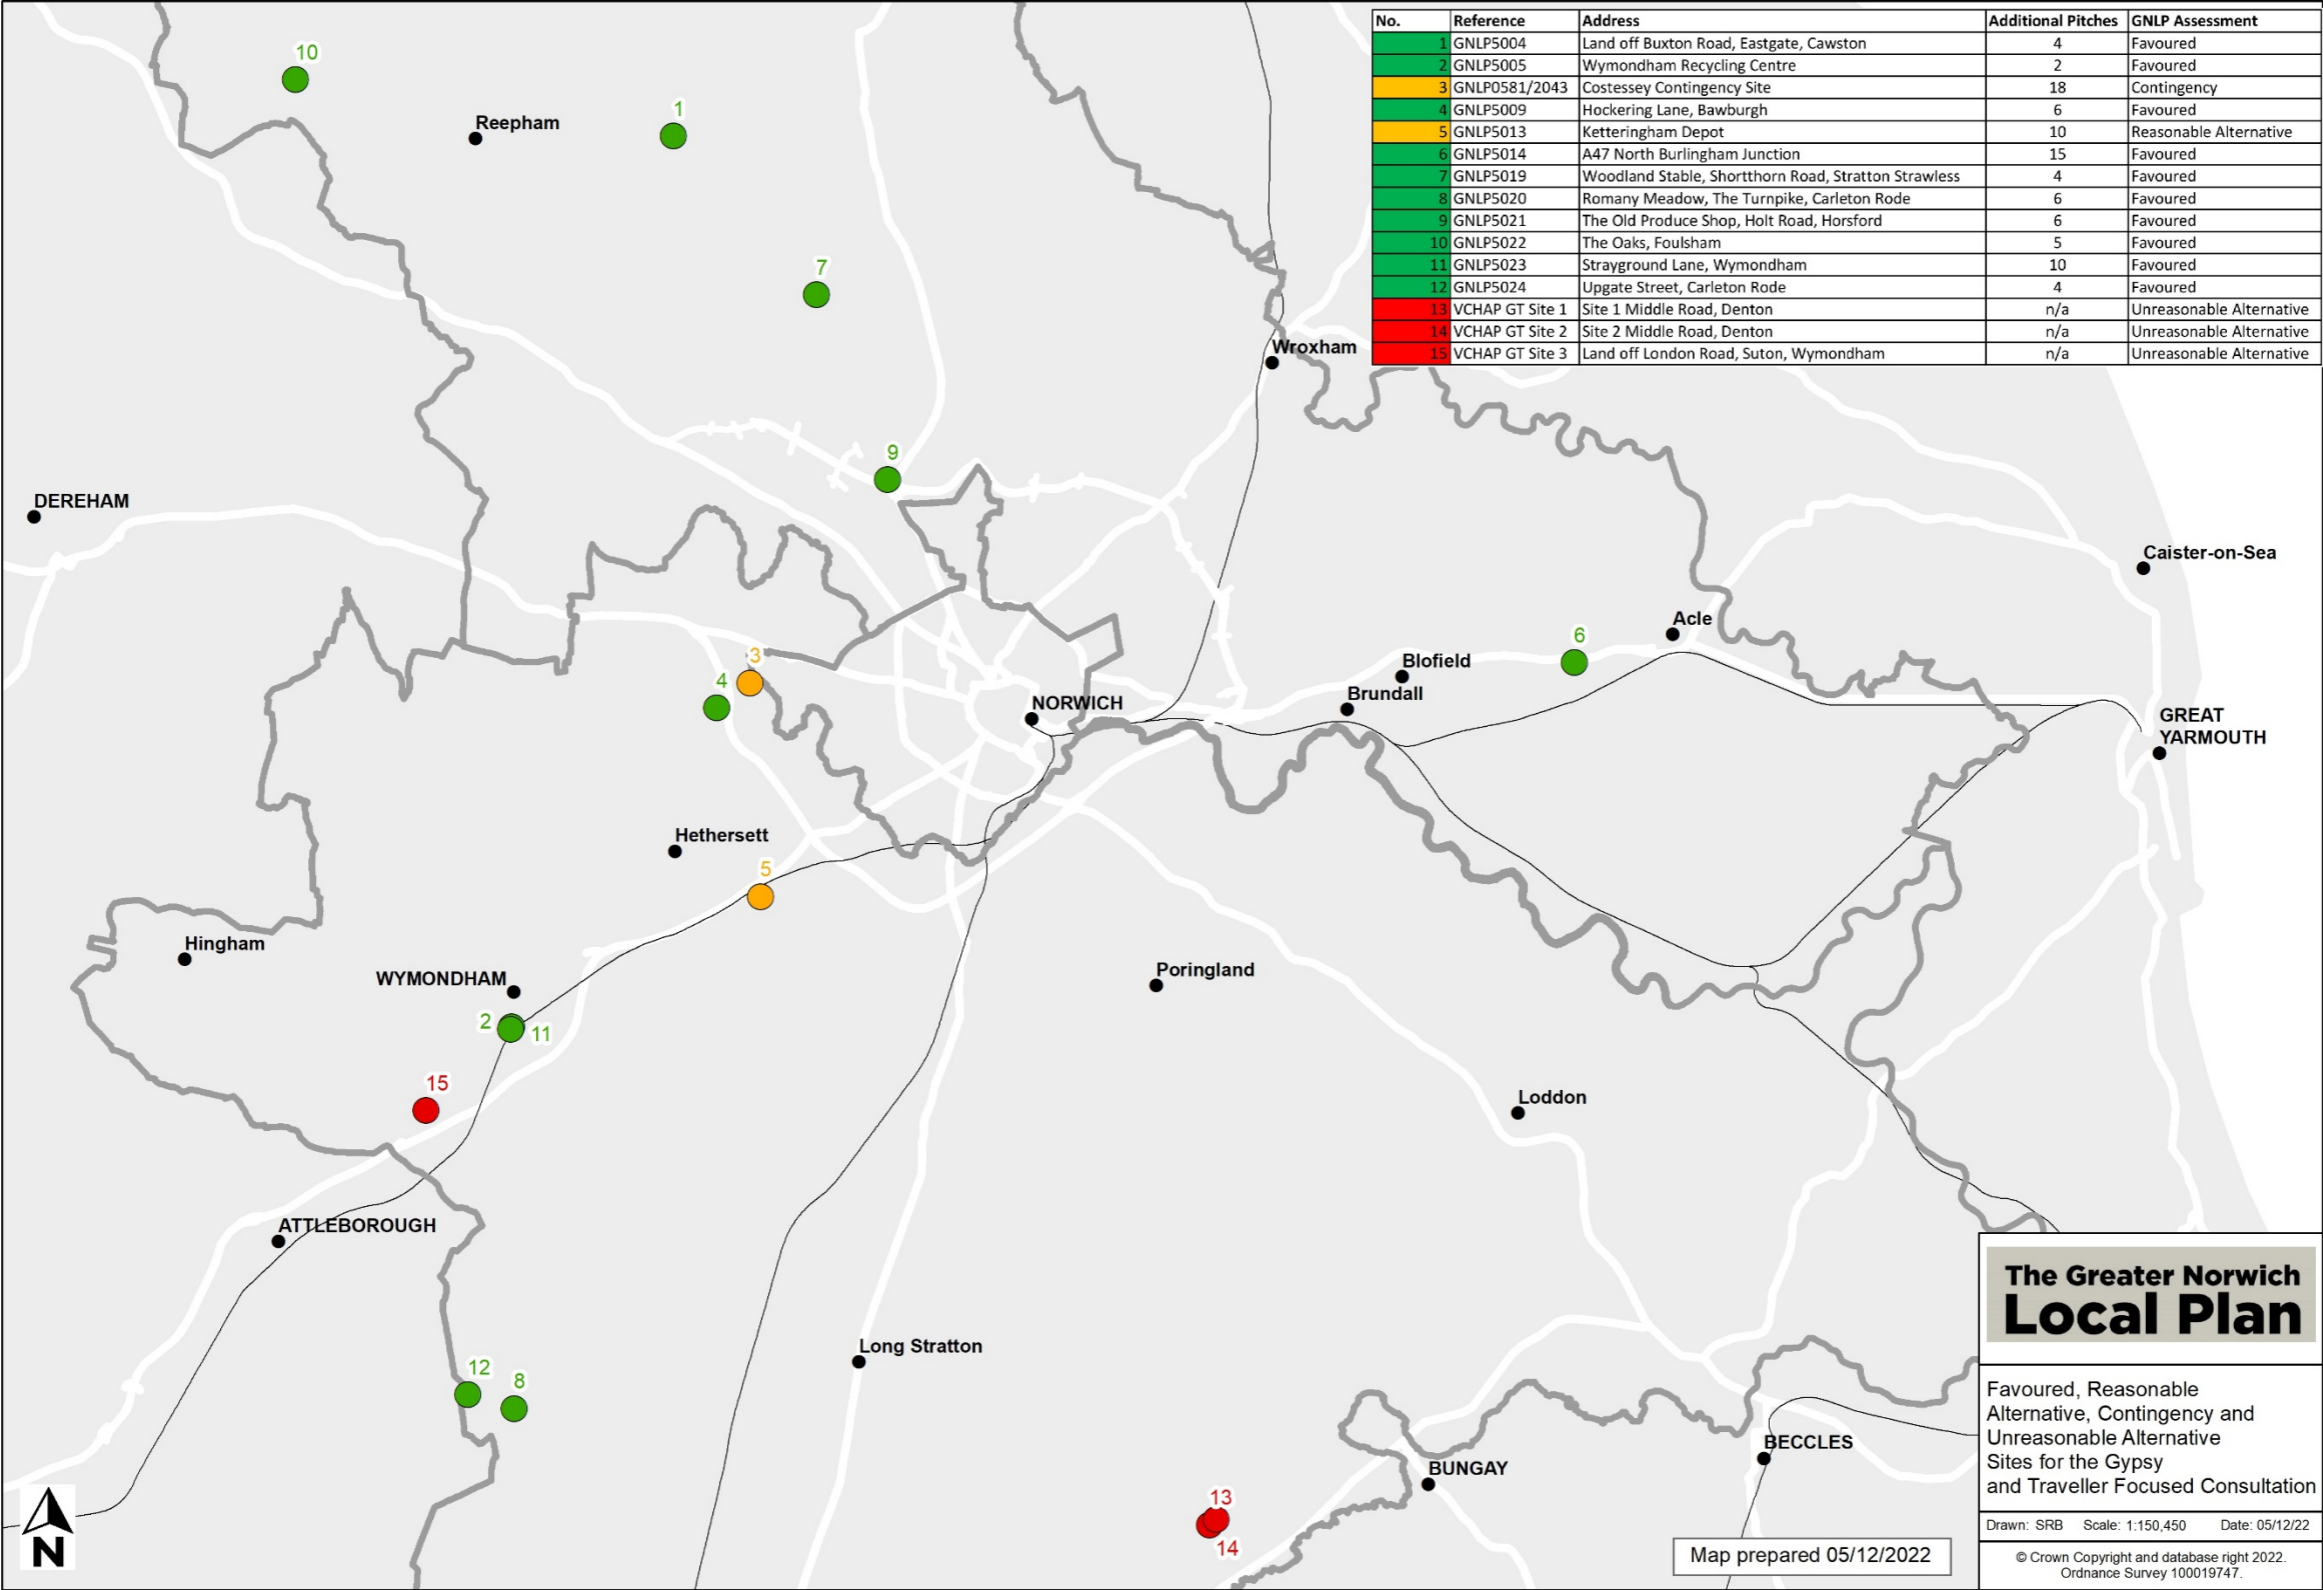 No. Reference Address Additional Pitches GNLP Assessment
1 GNLP5004 Land off Buxton Road, Eastgate, Cawston 4 Favoured
2 GNLP5005 Wymondham Recycling Centre 2 Favoured
3 GNLP0581/2043 Costessey Contingency Site 18 Contingency
4 GNLP5009 Hockering Lane, Bawburgh 6 Favoured
5 GNLP5013 Ketteringham Depot 10 Reasonable Alternative
6 GNLP5014 A47 North Burlingham Junction 15 Favoured
7 GNLP5019 Woodland Stable, Shortthorn Road, Stratton Strawless 4 Favoured
8 GNLP5020 Romany Meadow, The Turnpike, Carleton Rode 6 Favoured
9 GNLP5021 The Old Produce Shop, Holt Road, Horsford 6 Favoured
10 GNLP5022 The Oaks, Foulsham 5 Favoured
11 GNLP5023 Strayground Lane, Wymondham 10 Favoured
12 GNLP5024 Upgate Street, Carleton Rode 4 Favoured
13 VCHAP GT Site 1 Site 1 Middle Road, Denton n/a Unreasonable Alternative
14 VCHAP GT Site 2 Site 2 Middle Road, Denton n/a Unreasonable Alternative
15 VCHAP GT Site 3 Land off London Road, Suton, Wymondham n/a Unreasonable Alternative
10
1
Reepham
7
Wroxham
9
DEREHAM
Caister-on-Sea
Acle
6
3
Blofield
4
Brundall
NORWICH
GREAT
YARMOUTH
Hethersett
5
Hingham
Poringland
WYMONDHAM
2
11
15
Loddon
ATTLEBOROUGH
Long Stratton
12
8
BECCLES
BUNGAY
13
14
N
Map prepared 05/12/2022
The Greater Norwich
Local Plan
Favoured, Reasonable
Alternative, Contingency and
Unreasonable Alternative
Sites for the Gypsy
and Traveller Focused Consultation
Drawn: SRB Scale: 1:150,450 Date: 05/12/22
© Crown Copyright and database right 2022.
Ordnance Survey 100019747.